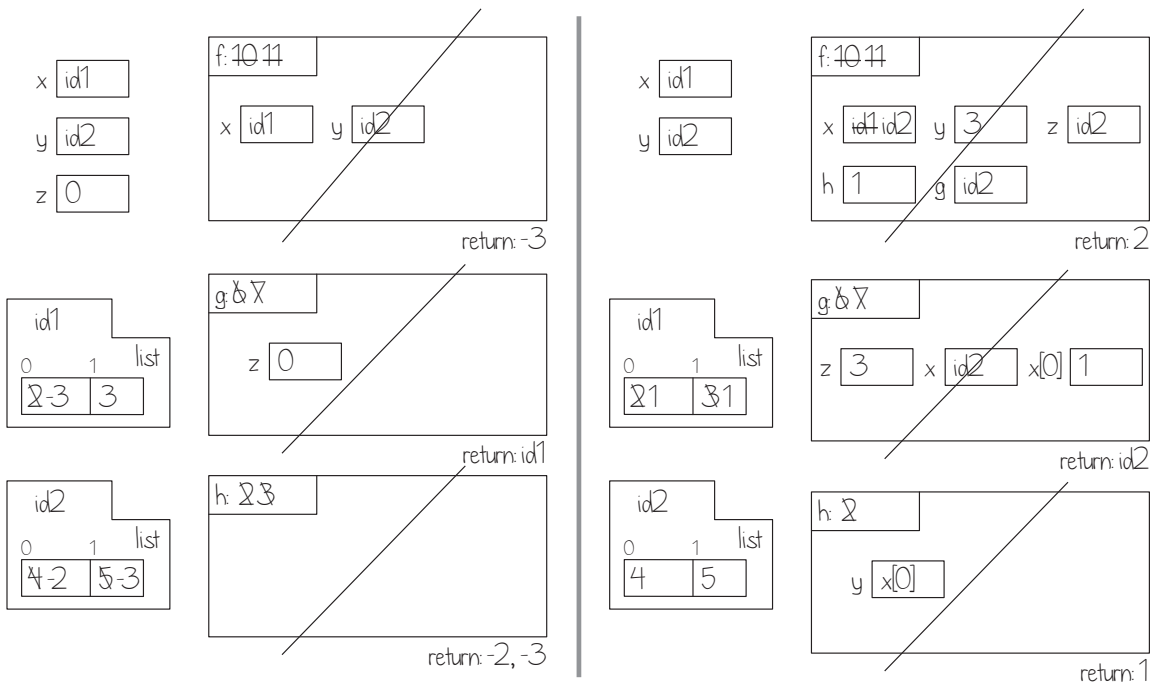 x id1
y id2
z 0
f: 10 11
x id1 y id2
return: -3
id1
list
0 1
2 -3 3
g: 6 7
z 0
return: id1
id2
list
0 1
4 -2 5 -3
h: 2 3
return: -2, -3
x id1
y id2
f: 10 11
x id1 id2 y 3 z id2
h 1 g id2
return: 2
id1
list
0 1
2 1 3 1
g: 6 7
z 3 x id2 x[0] 1
return: id2
id2
list
0 1
4 5
h: 2
y x[0]
return: 1